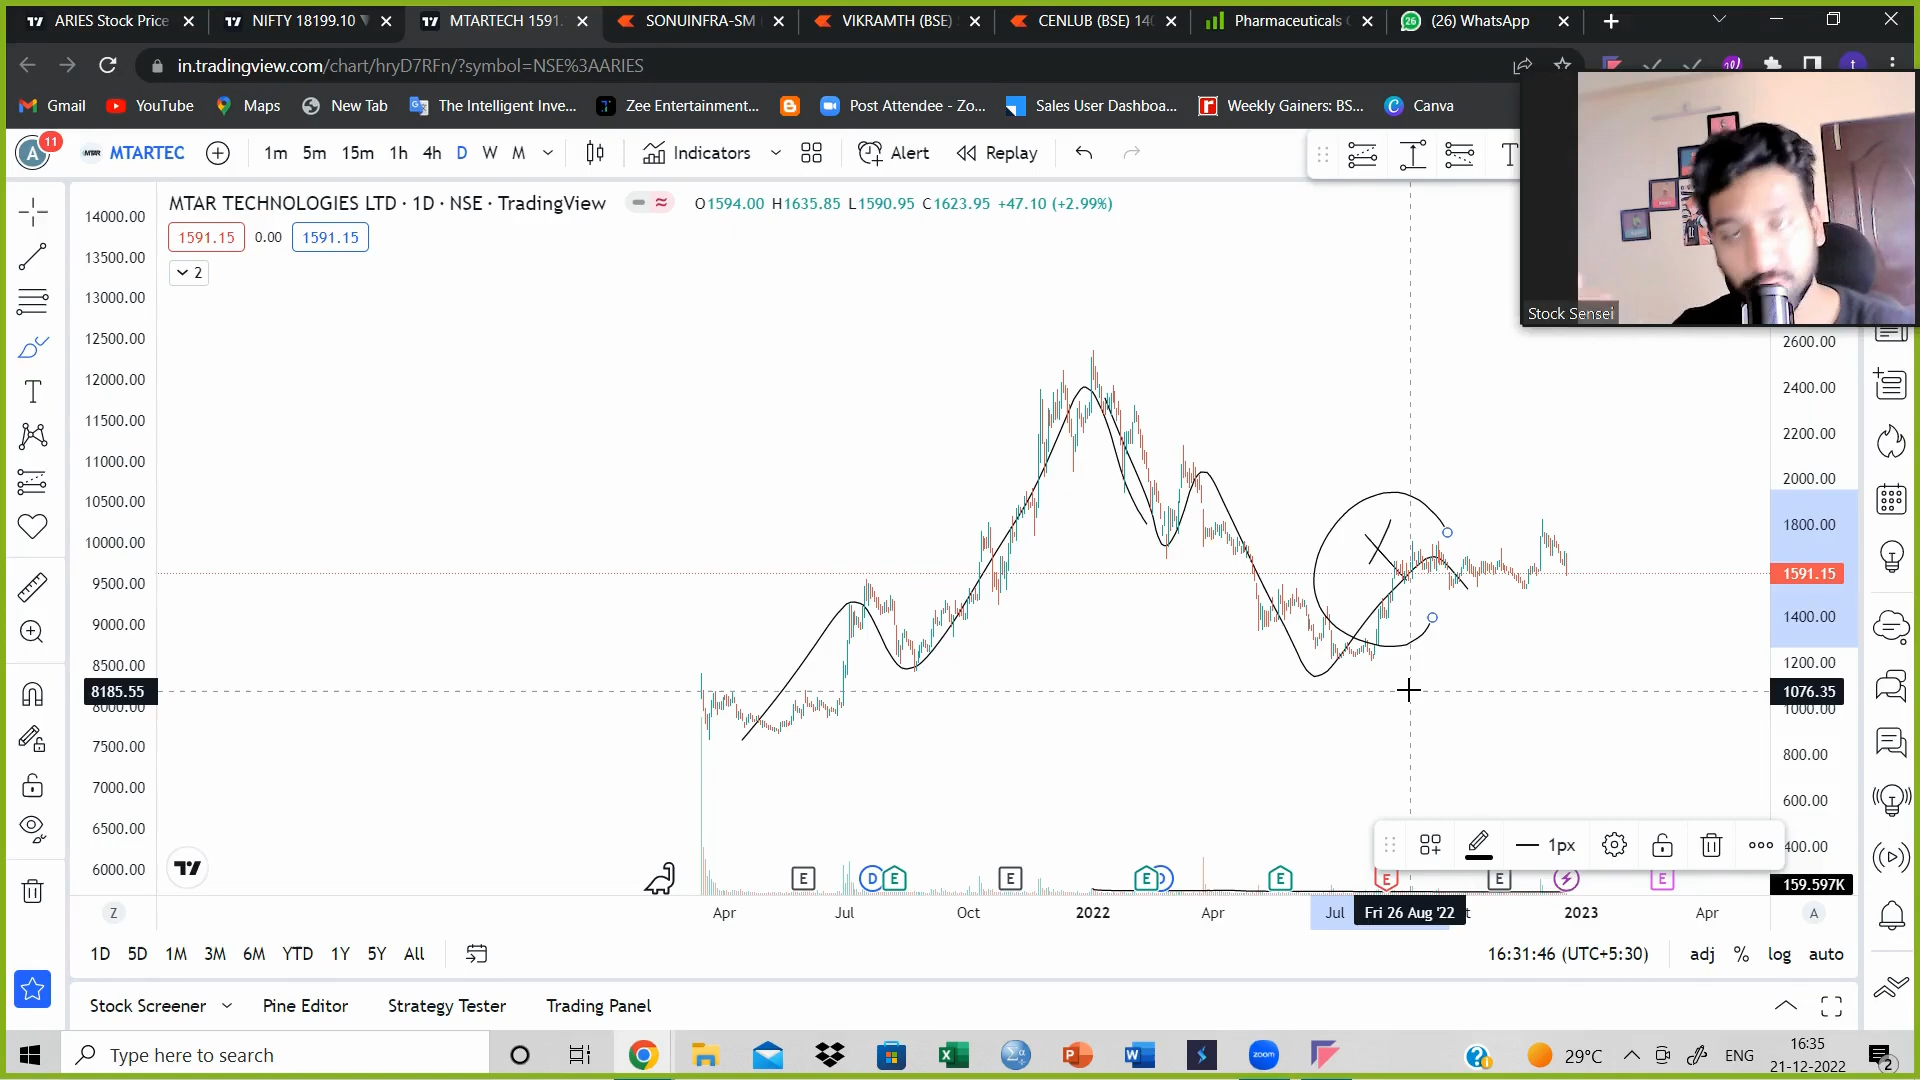 ARIES Stock Price
NIFTY 18199.10
MTARTECH 1591.
SONUINFRA-SM
VIKRAMTH (BSE)
CENLUB (BSE) 140
Pharmaceuticals
(26) WhatsApp
in.tradingview.com/chart/hryD7RFn/?symbol=NSE%3AARIES
Gmail
YouTube
Maps
New Tab
The Intelligent Inve...
Zee Entertainment...
Post Attendee - Zo...
Sales User Dashboa...
Weekly Gainers: BS...
Canva
A
11
MTARTEC
1m 5m 15m 1h 4h D W M
Indicators
Alert
Replay
T
Stock Sensei
MTAR TECHNOLOGIES LTD · 1D · NSE · TradingView
O1594.00 H1635.85 L1590.95 C1623.95 +47.10 (+2.99%)
1591.15 0.00 1591.15
2
14000.00
13500.00
13000.00
12500.00
12000.00
11500.00
11000.00
10500.00
10000.00
9500.00
9000.00
8500.00
8185.55
8000.00
7500.00
7000.00
6500.00
6000.00
2600.00
2400.00
2200.00
2000.00
1800.00
1591.15
1400.00
1200.00
1076.35
1000.00
800.00
600.00
400.00
159.597K
1px
E D E E E D E E E E
Z Apr Jul Oct 2022 Apr Jul Fri 26 Aug '22 2023 Apr A
1D 5D 1M 3M 6M YTD 1Y 5Y All
16:31:46 (UTC+5:30)
adj % log auto
Stock Screener
Pine Editor
Strategy Tester
Trading Panel
Type here to search
zoom
29°C
ENG
16:35
21-12-2022
2